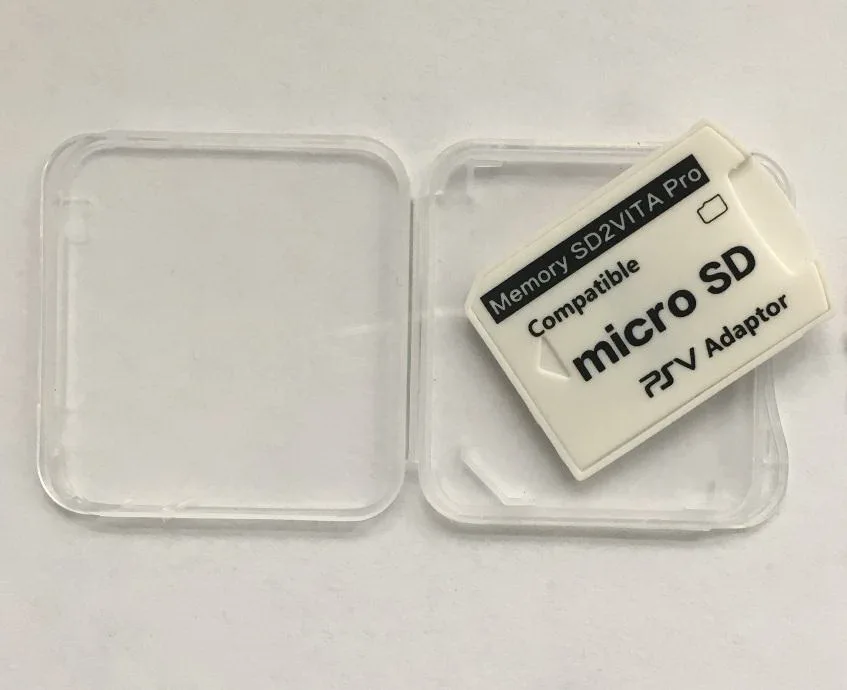 Memory SD2VITA Pro
Compatible
micro SD
PSV Adaptor